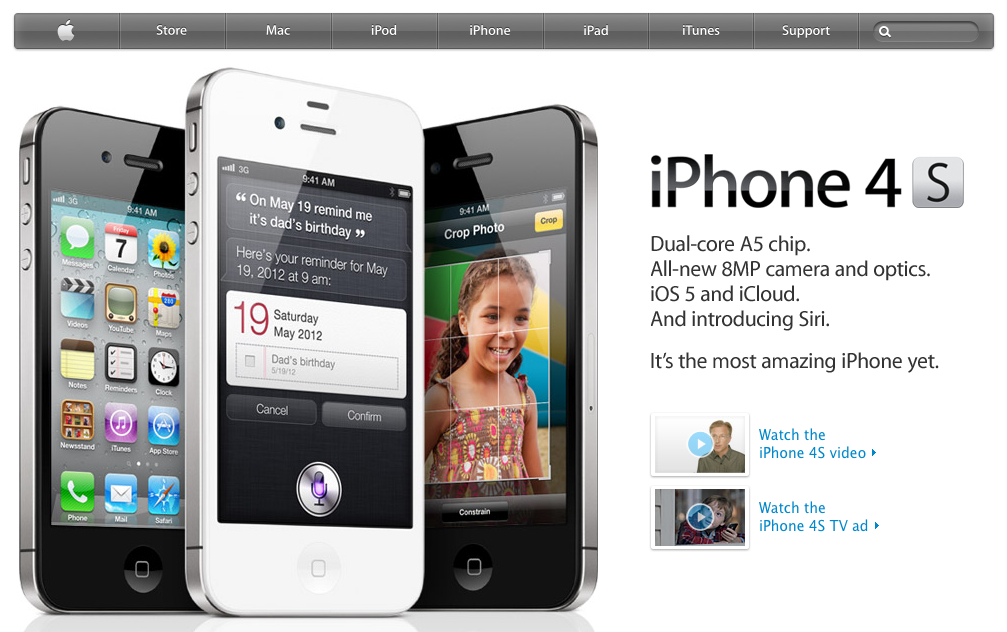 Store
Mac
iPod
iPhone
iPad
iTunes
Support
3G
9:41 AM
Messages
Friday
7
Calendar
Photos
Videos
YouTube
280
Maps
Notes
Reminders
Clock
Newsstand
iTunes
App Store
Phone
Mail
Safari
3G
9:41 AM
“ On May 19 remind me
it’s dad’s birthday ”
Here’s your reminder for May
19, 2012 at 9 am:
19
Saturday
May 2012
Dad’s birthday
5/19/12
Cancel
Confirm
9:41 AM
Crop Photo
Crop
Constrain
iPhone 4 S
Dual-core A5 chip.
All-new 8MP camera and optics.
iOS 5 and iCloud.
And introducing Siri.
It’s the most amazing iPhone yet.
Watch the
iPhone 4S video
Watch the
iPhone 4S TV ad